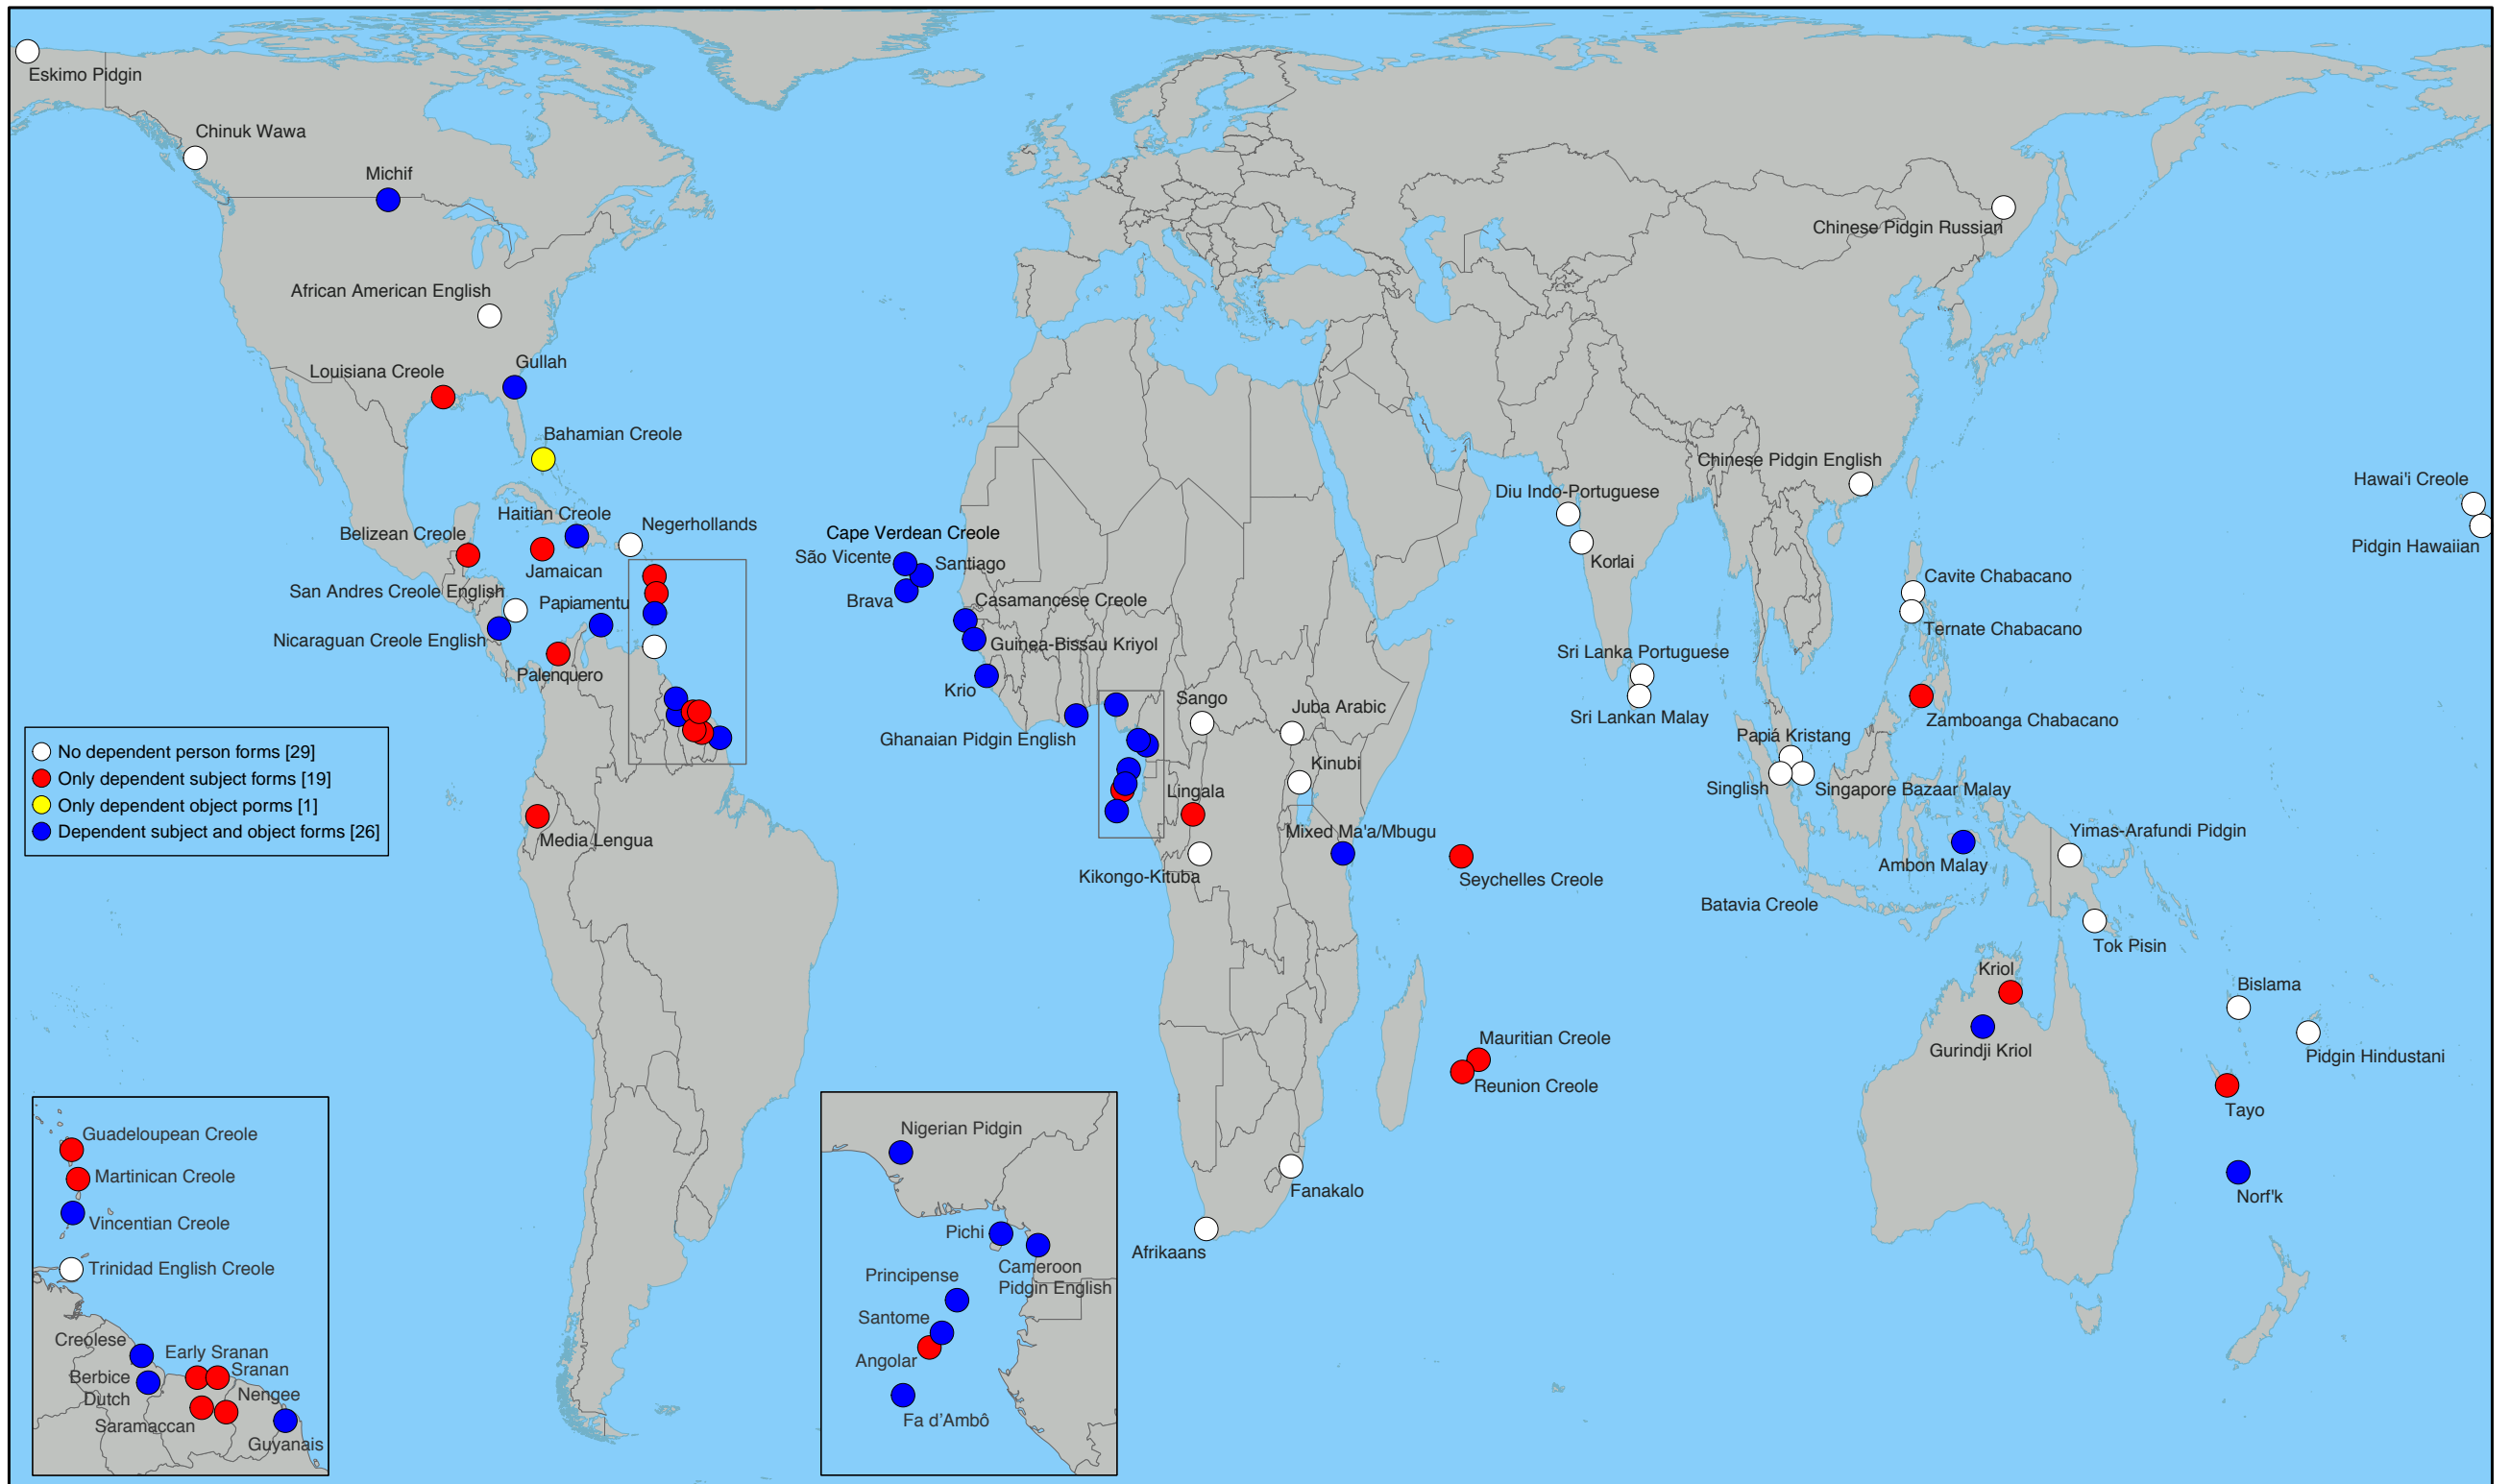 Eskimo Pidgin
Chinuk Wawa
Michif
Chinese Pidgin Russian
African American English
Gullah
Louisiana Creole
Bahamian Creole
Chinese Pidgin English
Hawai'i Creole
Diu Indo-Portuguese
Haitian Creole
Negerhollands
Belizean Creole
Cape Verdean Creole
São Vicente
Santiago
Pidgin Hawaiian
Korlai
Jamaican
Cavite Chabacano
San Andres Creole English
Papiamentu
Brava
Casamancese Creole
Ternate Chabacano
Nicaraguan Creole English
Guinea-Bissau Kriyol
Sri Lanka Portuguese
Palenquero
Krio
Sango
Juba Arabic
Sri Lankan Malay
Zamboanga Chabacano
Ghanaian Pidgin English
Papiá Kristang
Kinubi
Lingala
Singlish
Singapore Bazaar Malay
No dependent person forms [29]
Only dependent subject forms [19]
Only dependent object porms [1]
Dependent subject and object forms [26]
Media Lengua
Mixed Ma'a/Mbugu
Yimas-Arafundi Pidgin
Ambon Malay
Kikongo-Kituba
Seychelles Creole
Batavia Creole
Tok Pisin
Kriol
Bislama
Mauritian Creole
Gurindji Kriol
Pidgin Hindustani
Reunion Creole
Tayo
Fanakalo
Norf'k
Afrikaans
Guadeloupean Creole
Martinican Creole
Vincentian Creole
Trinidad English Creole
Creolese
Early Sranan
Sranan
Berbice
Dutch
Nengee
Saramaccan
Guyanais
Nigerian Pidgin
Pichi
Cameroon
Pidgin English
Principense
Santome
Angolar
Fa d’Ambô